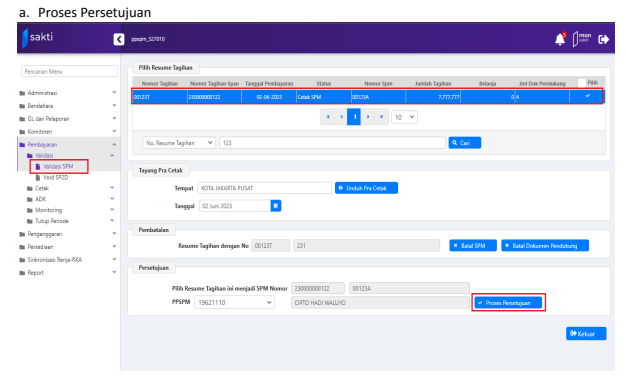 a. Proses Persetujuan
sakti
ppspm_527010
mon
sakti
Pencarian Menu
Administrasi
Bendahara
GL dan Pelaporan
Komitmen
Pembayaran
Validasi
Validasi SPM
Void SP2D
Cetak
ADK
Monitoring
Tutup Periode
Penganggaran
Persediaan
Sinkronisasi Renja-RKA
Report
Pilih Resume Tagihan
Nomor Tagihan Nomor Tagihan Span Tanggal Pembayaran Status Nomor Spm Jumlah Tagihan Belanja Jml Dok Pendukung Pilih
00123T 23000000122 02-06-2023 Cetak SPM 00123A 7.777.777 0 4
1 10
No. Resume Tagihan 123 Cari
Tayang Pra Cetak
Tempat KOTA JAKARTA PUSAT Unduh Pra Cetak
Tanggal 02 Juni 2023
Pembatalan
Resume Tagihan dengan No 00123T 231 Batal SPM Batal Dokumen Pendukung
Persetujuan
Pilih Resume Tagihan ini menjadi SPM Nomor 23000000122 00123A
PPSPM 19621110 CIPTO HADI WALUYO Proses Persetujuan
Keluar